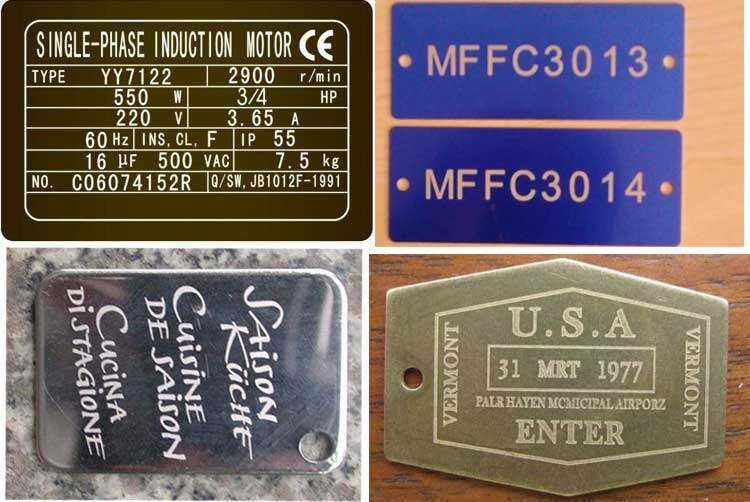 SINGLE-PHASE INDUCTION MOTOR CE
TYPE YY7122 2900 r/min
550 W 3/4 HP
220 V 3.65 A
60 Hz INS,CL, F IP 55
16 μF 500 VAC 7.5 kg
NO. C06074152R Q/SW,JB1012F-1991
MFFC3013
MFFC3014
SAiSON
KÜCHE
CUiSiNE
DE SAiSON
CUCiNA
Di STAGiONE
U.S.A
VERMONT
31 MRT 1977
VERMONT
PALR HAYEN MCMICIPAL AIRPORZ
ENTER